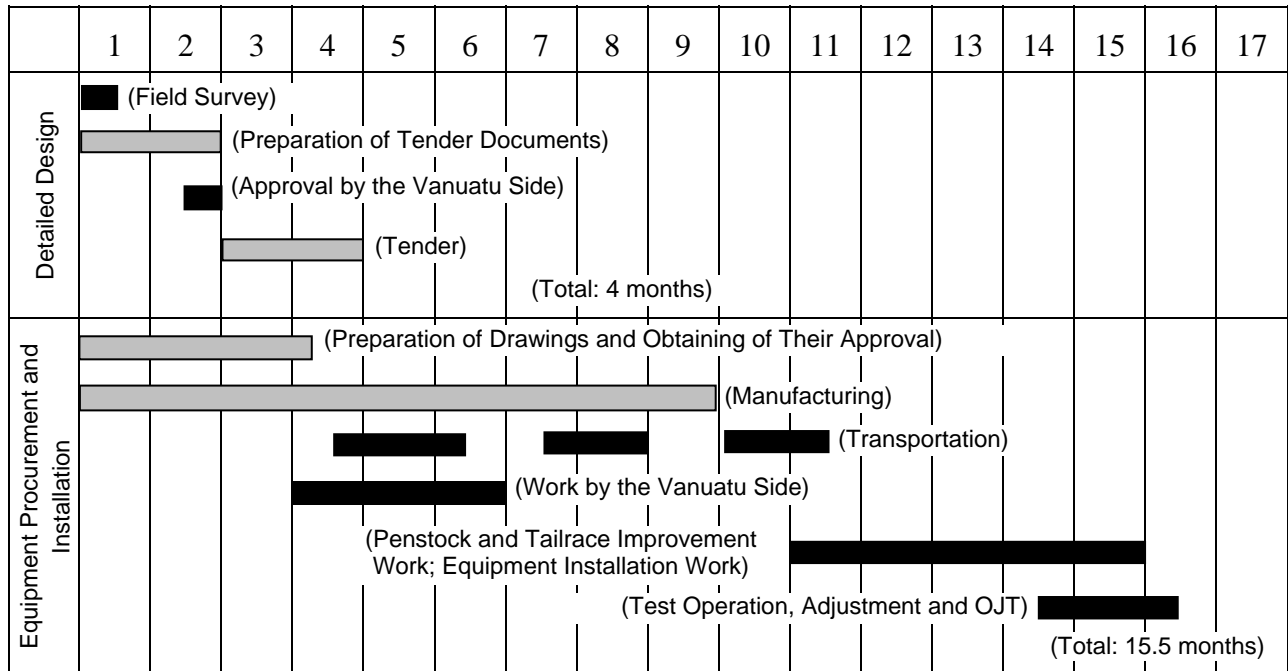 1 2 3 4 5 6 7 8 9 10 11 12 13 14 15 16 17
Detailed Design
(Field Survey)
(Preparation of Tender Documents)
(Approval by the Vanuatu Side)
(Tender)
(Total: 4 months)
Equipment Procurement and
Installation
(Preparation of Drawings and Obtaining of Their Approval)
(Manufacturing)
(Transportation)
(Work by the Vanuatu Side)
(Penstock and Tailrace Improvement
Work; Equipment Installation Work)
(Test Operation, Adjustment and OJT)
(Total: 15.5 months)